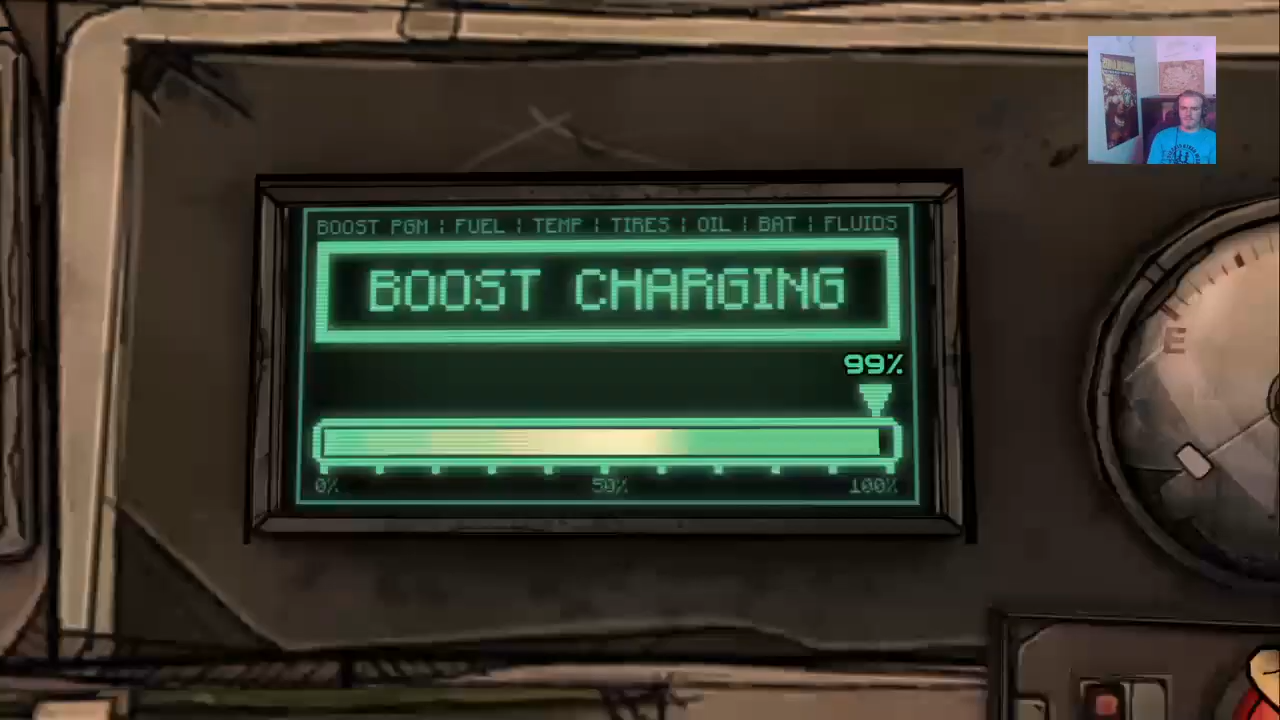 BOOST PGM ¦ FUEL ¦ TEMP ¦ TIRES ¦ OIL ¦ BAT ¦ FLUIDS
BOOST CHARGING
99%
0% 50% 100%
E